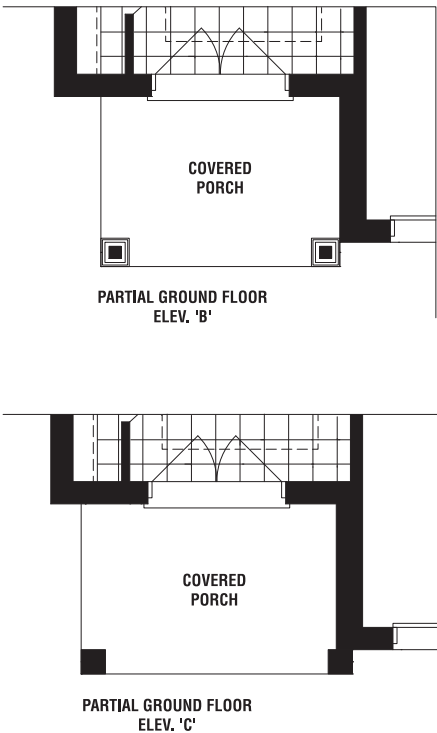 COVERED
PORCH
PARTIAL GROUND FLOOR
ELEV. 'B'
COVERED
PORCH
PARTIAL GROUND FLOOR
ELEV. 'C'